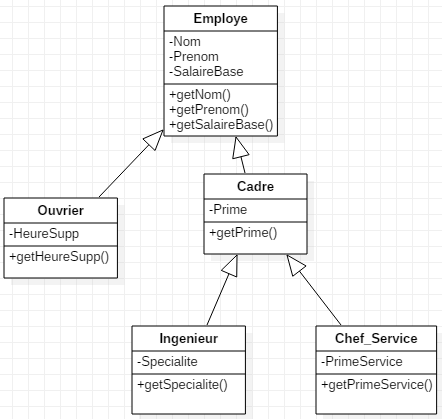 Employe
-Nom
-Prenom
-SalaireBase
+getNom()
+getPrenom()
+getSalaireBase()
Ouvrier
-HeureSupp
+getHeureSupp()
Cadre
-Prime
+getPrime()
Ingenieur
-Specialite
+getSpecialite()
Chef_Service
-PrimeService
+getPrimeService()